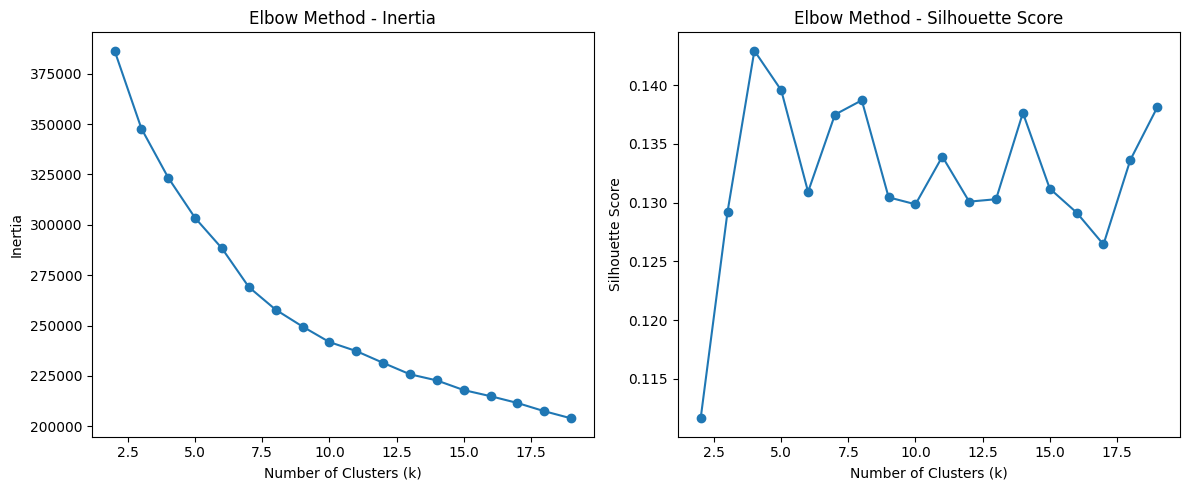 Elbow Method - Inertia
375000
350000
325000
300000
275000
250000
225000
200000
Inertia
2.5 5.0 7.5 10.0 12.5 15.0 17.5
Number of Clusters (k)
Elbow Method - Silhouette Score
0.140
0.135
0.130
0.125
0.120
0.115
Silhouette Score
2.5 5.0 7.5 10.0 12.5 15.0 17.5
Number of Clusters (k)